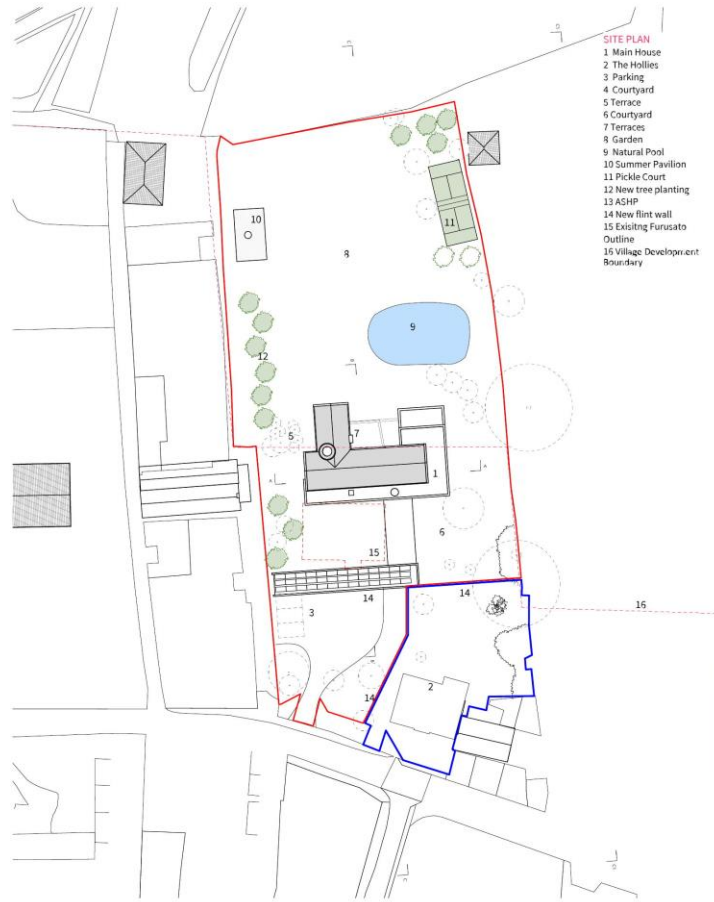 SITE PLAN
1 Main House
2 The Hollies
3 Parking
4 Courtyard
5 Terrace
6 Courtyard
7 Terraces
8 Garden
9 Natural Pool
10 Summer Pavilion
11 Pickle Court
12 New tree planting
13 ASHP
14 New flint wall
15 Exisitng Furusato
Outline
16 Village Development
Boundary
10
11
8
9
12
5
7
1
6
15
14
14
3
16
2
14